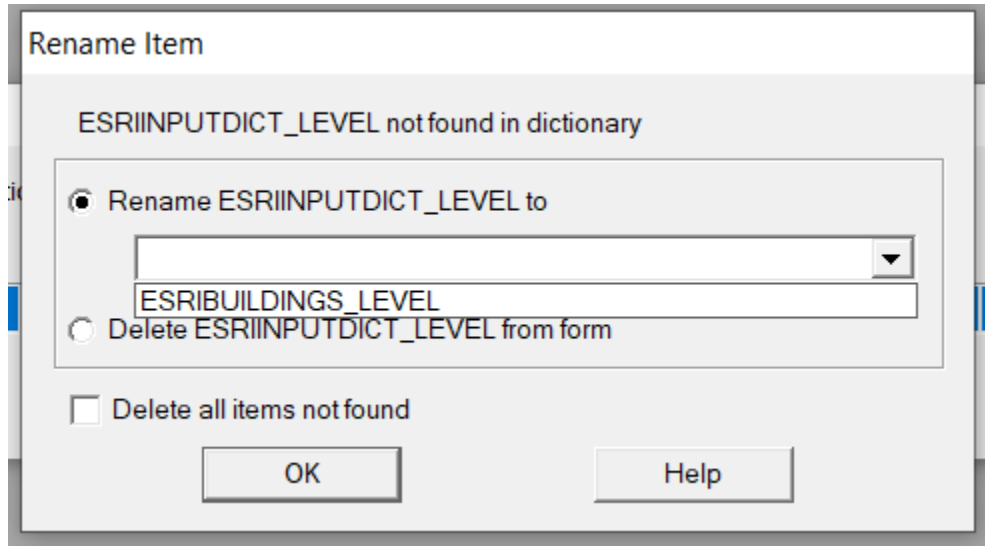 Rename Item
ESRIINPUTDICT_LEVEL not found in dictionary
Rename ESRIINPUTDICT_LEVEL to
ESRIBUILDINGS_LEVEL
Delete ESRIINPUTDICT_LEVEL from form
Delete all items not found
OK
Help